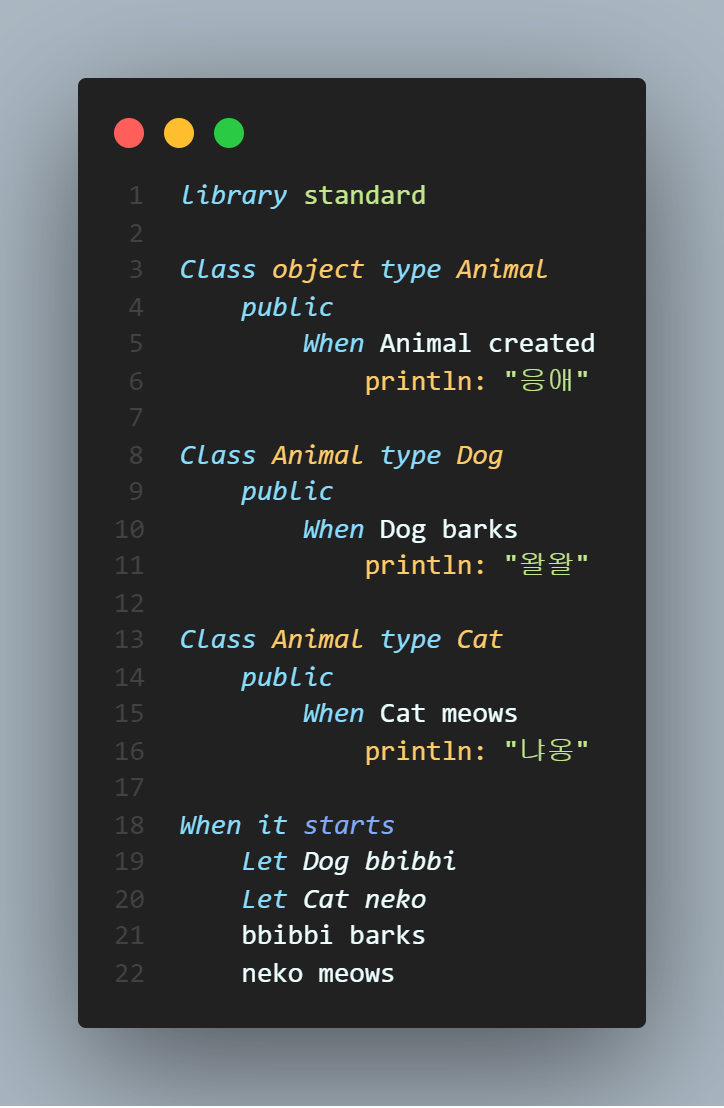 1 library standard
2
3 Class object type Animal
4     public
5         When Animal created
6             println: "응애"
7
8 Class Animal type Dog
9     public
10         When Dog barks
11             println: "왈왈"
12
13 Class Animal type Cat
14     public
15         When Cat meows
16             println: "냐옹"
17
18 When it starts
19     Let Dog bbibbi
20     Let Cat neko
21     bbibbi barks
22     neko meows